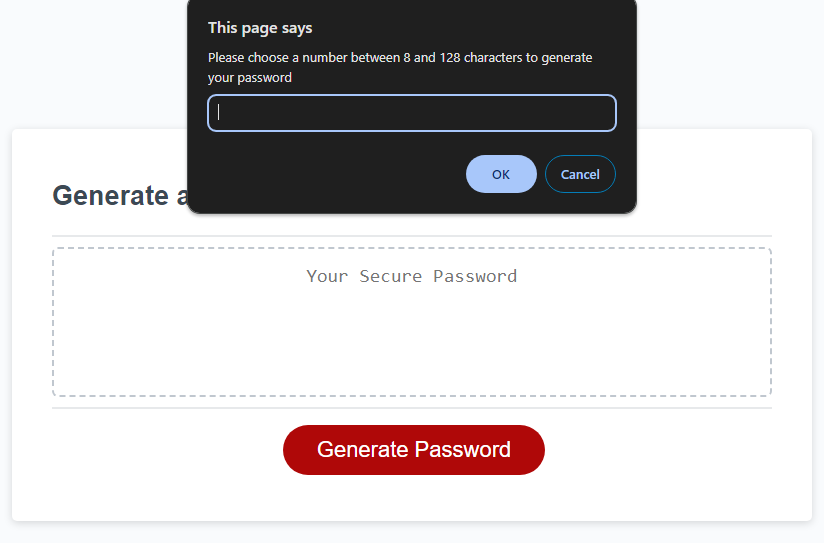 This page says
Please choose a number between 8 and 128 characters to generate
your password
OK
Cancel
Generate a
Your Secure Password
Generate Password